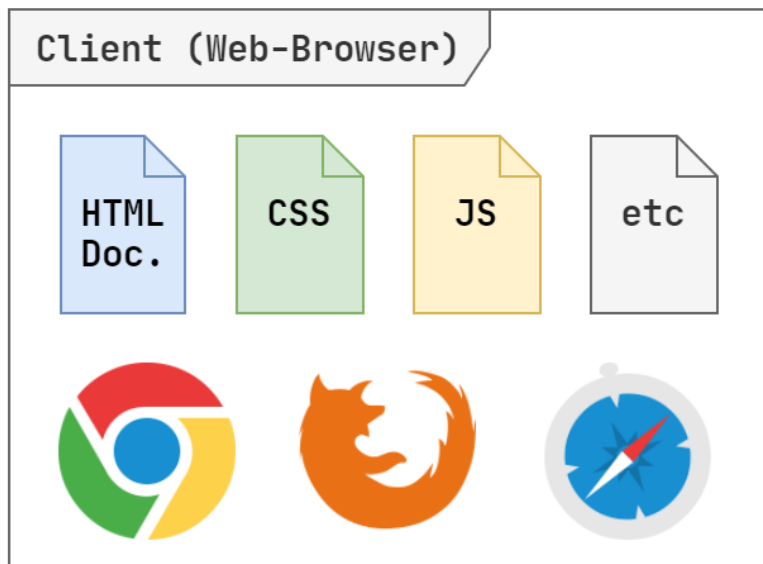 Client (Web-Browser)
HTML
Doc.
CSS
JS
etc